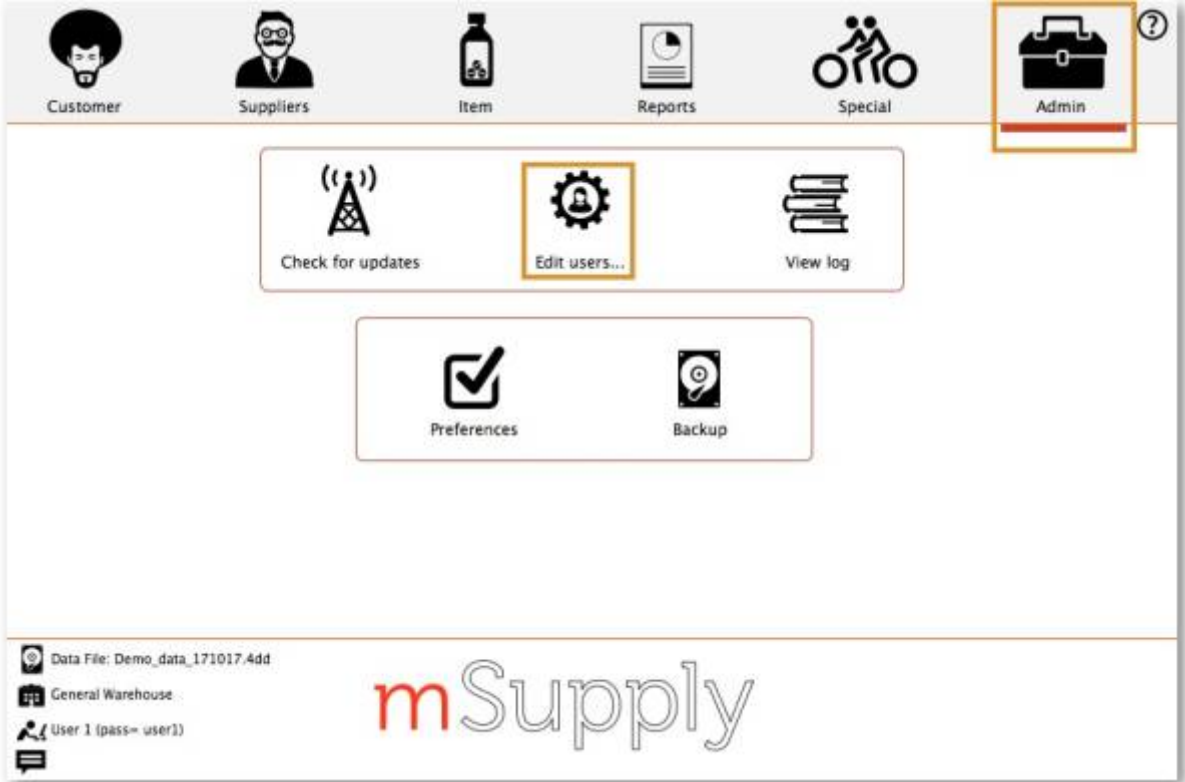 Customer
Suppliers
Item
Reports
Special
Admin
?
Check for updates
Edit users...
View log
Preferences
Backup
Data File: Demo_data_171017.4dd
General Warehouse
User 1 (pass= user1)
mSupply